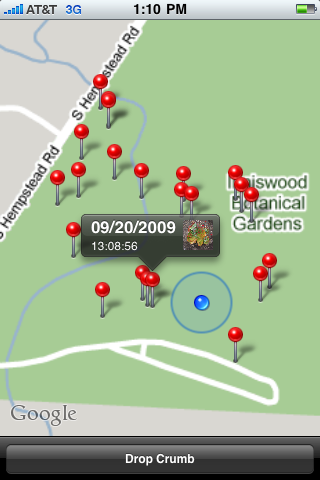 AT&T 3G 1:10 PM
S Hempstead Rd
S Hempstead Rd
Botanical
Gardens
09/20/2009
13:08:56
Google
Drop Crumb